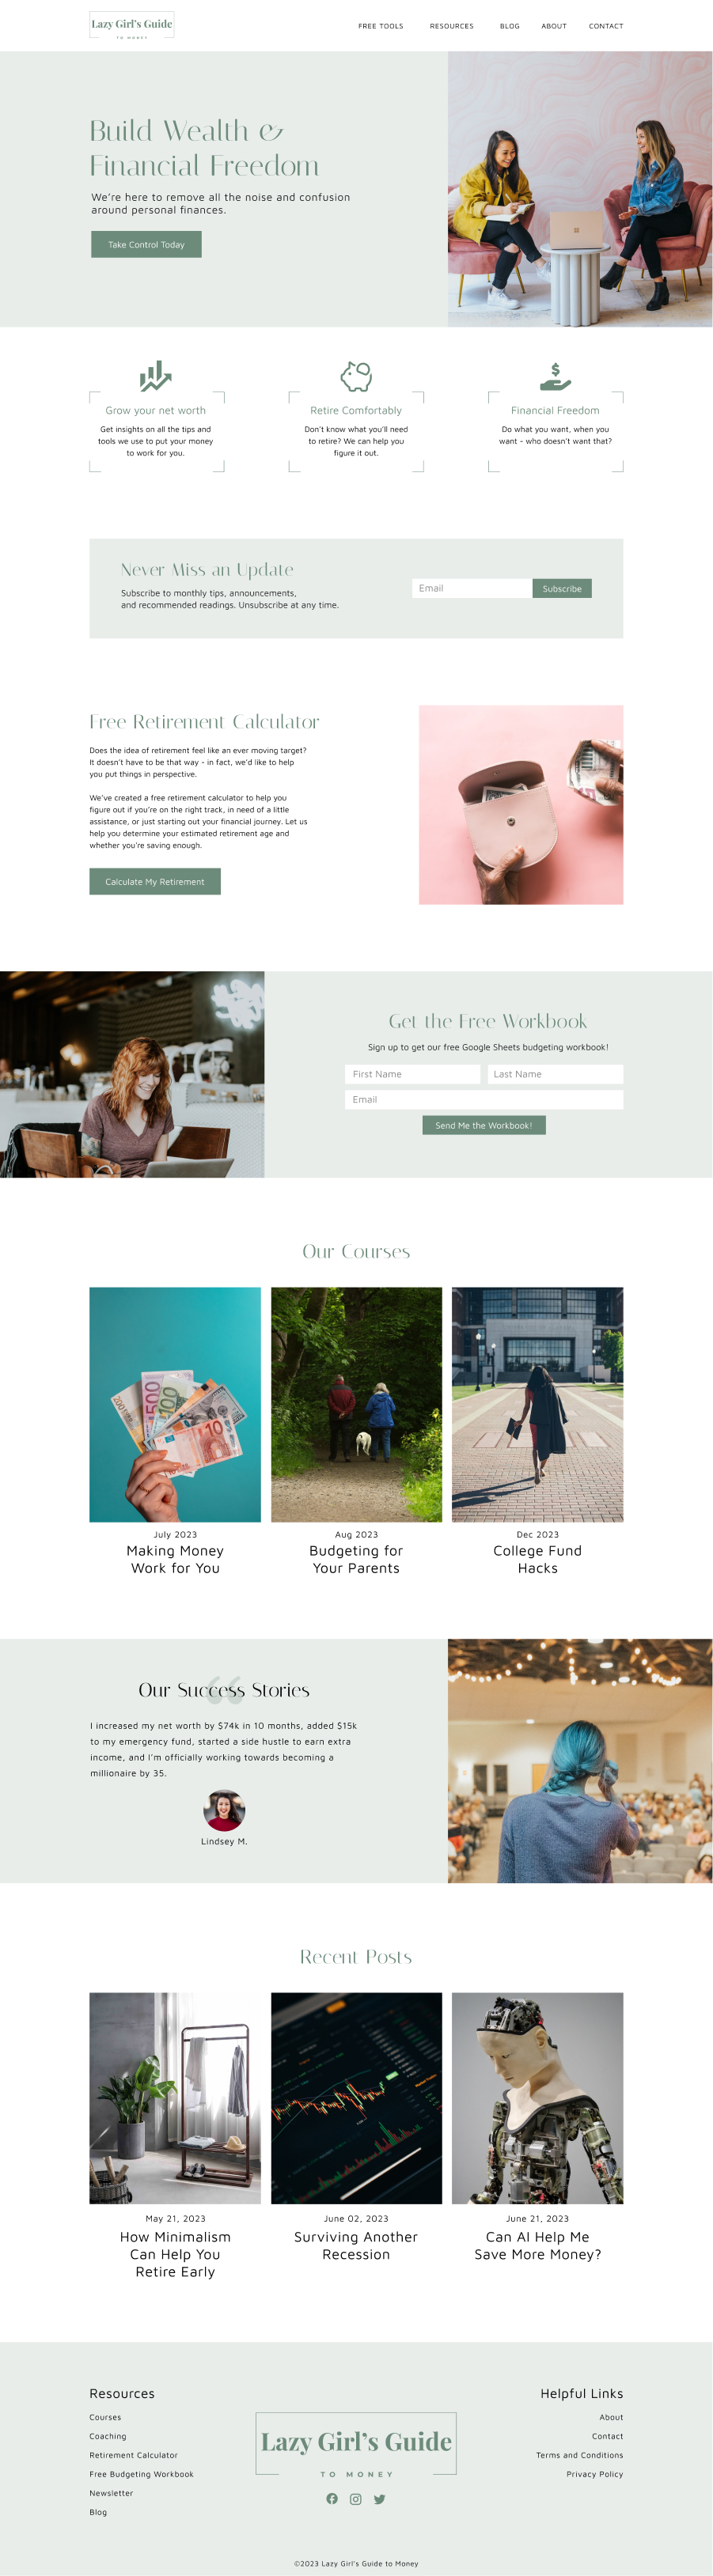 Lazy Girl's Guide
TO MONEY
FREE TOOLS
RESOURCES
BLOG
ABOUT
CONTACT
Build Wealth &
Financial Freedom
We're here to remove all the noise and confusion
around personal finances.
Take Control Today
Grow your net worth
Get insights on all the tips and
tools we use to put your money
to work for you.
Retire Comfortably
Don't know what you'll need
to retire? We can help you
figure it out.
Financial Freedom
Do what you want, when you
want - who doesn't want that?
Never Miss an Update
Subscribe to monthly tips, announcements,
and recommended readings. Unsubscribe at any time.
Email
Subscribe
Free Retirement Calculator
Does the idea of retirement feel like an ever moving target?
It doesn't have to be that way - in fact, we'd like to help
you put things in perspective.
We've created a free retirement calculator to help you
figure out if you're on the right track, in need of a little
assistance, or just starting out your financial journey. Let us
help you determine your estimated retirement age and
whether you're saving enough.
Calculate My Retirement
Get the Free Workbook
Sign up to get our free Google Sheets budgeting workbook!
First Name
Last Name
Email
Send Me the Workbook!
Our Courses
July 2023
Making Money
Work for You
Aug 2023
Budgeting for
Your Parents
Dec 2023
College Fund
Hacks
Our Success Stories
I increased my net worth by $74k in 10 months, added $15k
to my emergency fund, started a side hustle to earn extra
income, and I'm officially working towards becoming a
millionaire by 35.
Lindsey M.
Recent Posts
May 21, 2023
How Minimalism
Can Help You
Retire Early
June 02, 2023
Surviving Another
Recession
June 21, 2023
Can AI Help Me
Save More Money?
Resources
Courses
Coaching
Retirement Calculator
Free Budgeting Workbook
Newsletter
Blog
Lazy Girl's Guide
TO MONEY
Helpful Links
About
Contact
Terms and Conditions
Privacy Policy
©2023 Lazy Girl's Guide to Money